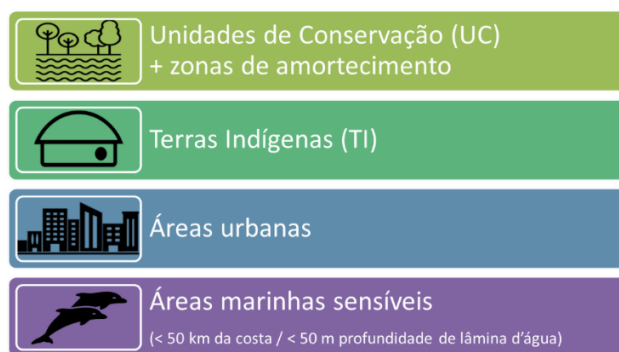 Unidades de Conservação (UC)
+ zonas de amortecimento
Terras Indígenas (TI)
Áreas urbanas
Áreas marinhas sensíveis
(< 50 km da costa / < 50 m profundidade de lâmina d'água)